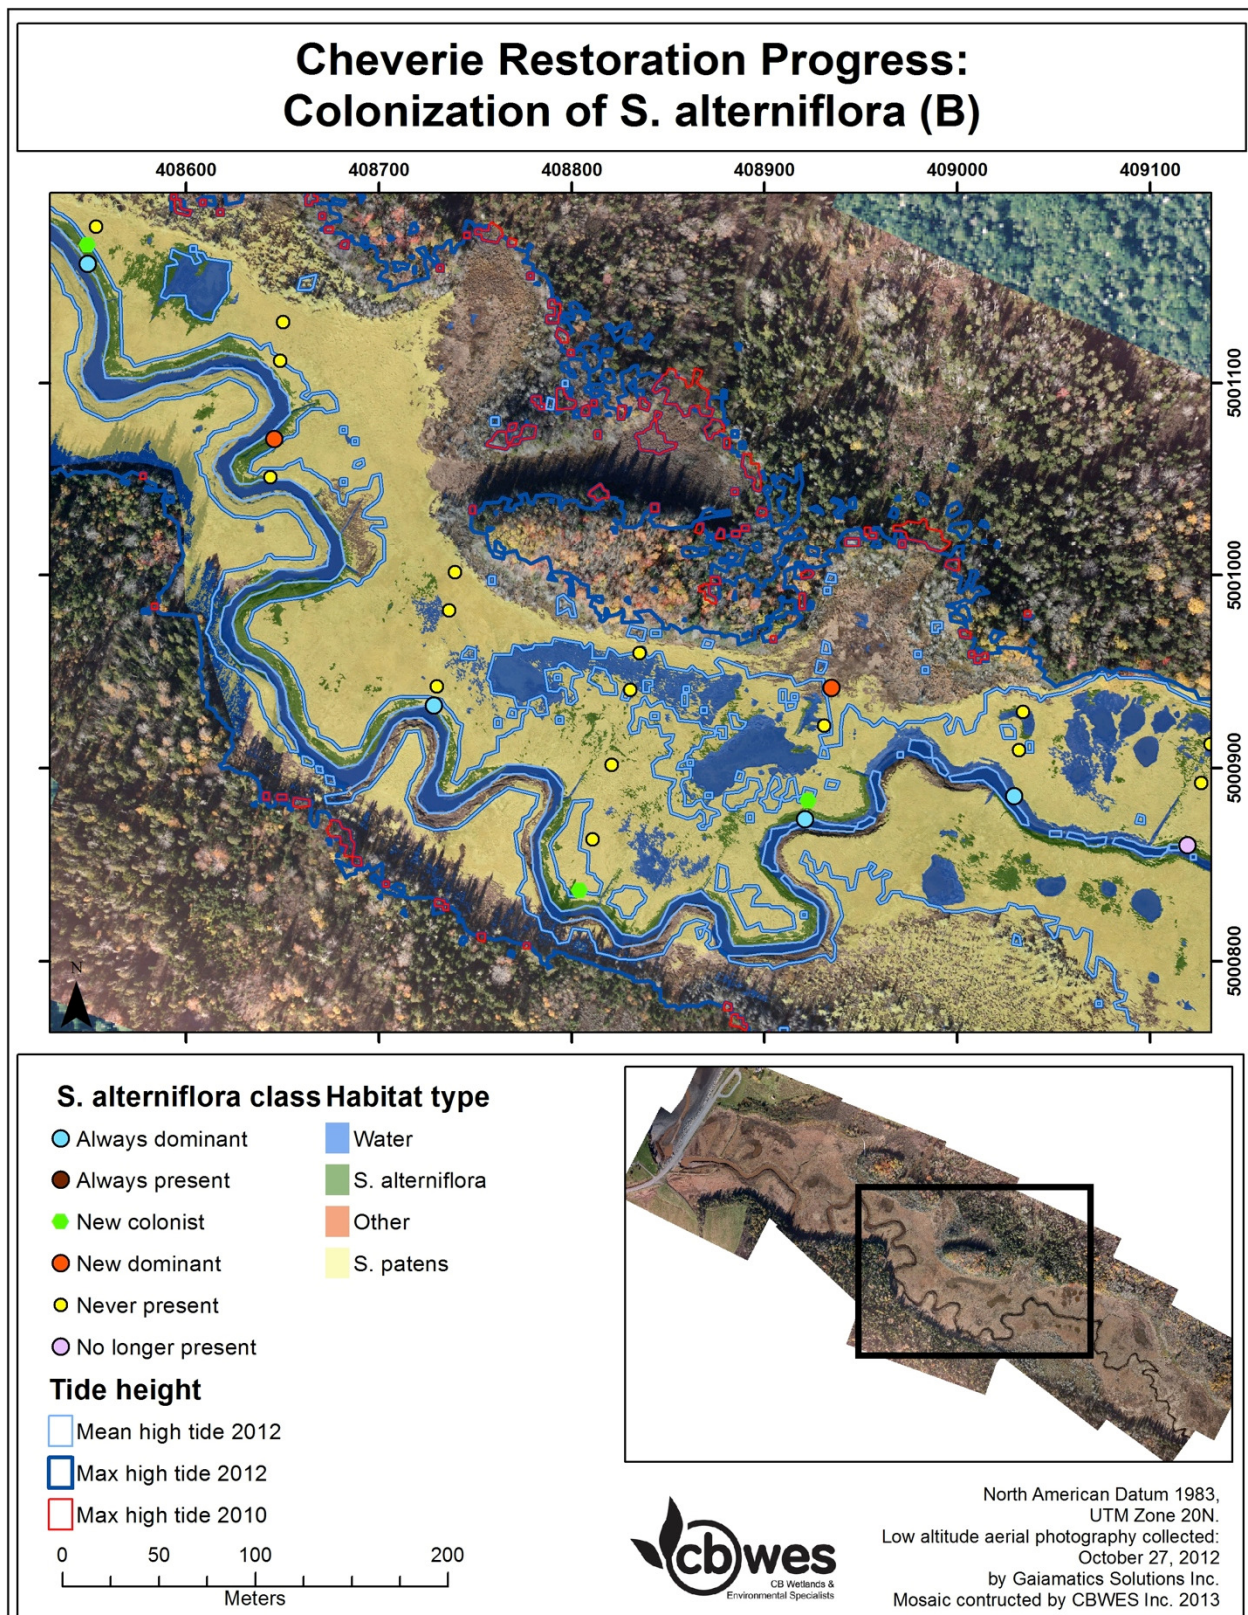 Cheverie Restoration Progress:
Colonization of S. alterniflora (B)
408600 408700 408800 408900 409000 409100
5001100
5001000
5000900
5000800
N
S. alterniflora class
Always dominant
Always present
New colonist
New dominant
Never present
No longer present
Habitat type
Water
S. alterniflora
Other
S. patens
Tide height
Mean high tide 2012
Max high tide 2012
Max high tide 2010
0 50 100 200
Meters
cbwes
CB Wetlands &
Environmental Specialists
North American Datum 1983,
UTM Zone 20N.
Low altitude aerial photography collected:
October 27, 2012
by Gaiamatics Solutions Inc.
Mosaic contructed by CBWES Inc. 2013